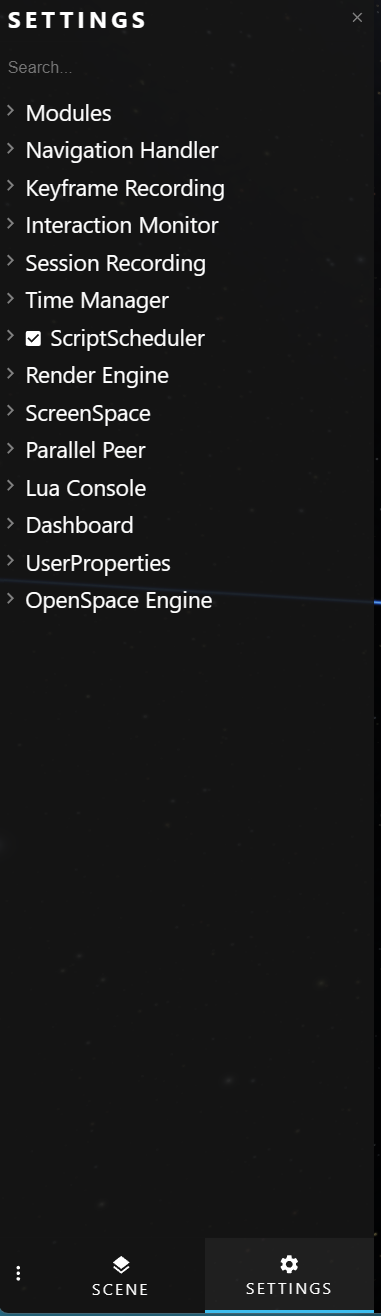 SETTINGS
Search...
Modules
Navigation Handler
Keyframe Recording
Interaction Monitor
Session Recording
Time Manager
ScriptScheduler
Render Engine
ScreenSpace
Parallel Peer
Lua Console
Dashboard
UserProperties
OpenSpace Engine
SCENE
SETTINGS